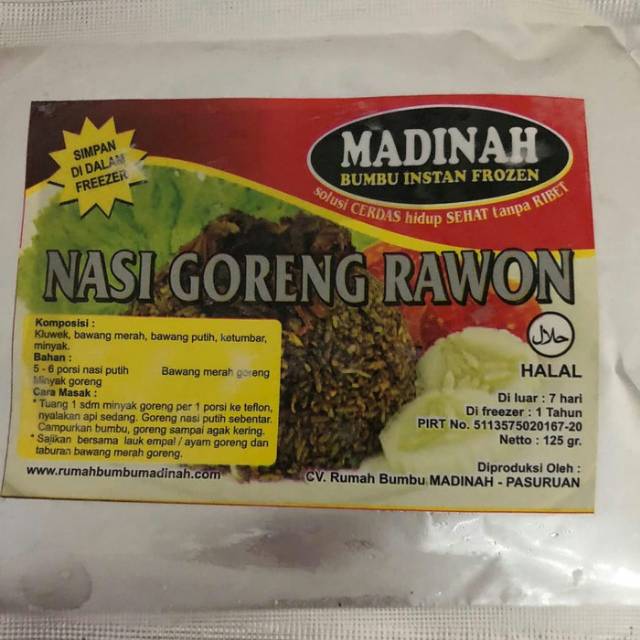 SIMPAN
DI DALAM
FREEZER
MADINAH
BUMBU INSTAN FROZEN
solusi CERDAS hidup SEHAT tanpa RIBET
NASI GORENG RAWON
Komposisi :
Kluwek, bawang merah, bawang putih, ketumbar,
minyak.
Bahan :
5 - 6 porsi nasi putih Bawang merah goreng
Minyak goreng
Cara Masak :
* Tuang 1 sdm minyak goreng per 1 porsi ke teflon,
nyalakan api sedang. Goreng nasi putih sebentar.
Campurkan bumbu, goreng sampai agak kering.
* Sajikan bersama lauk empal / ayam goreng dan
taburan bawang merah goreng.
www.rumahbumbumadinah.com
حلال
HALAL
Di luar : 7 hari
Di freezer : 1 Tahun
PIRT No. 5113575020167-20
Netto : 125 gr.
Diproduksi Oleh :
CV. Rumah Bumbu MADINAH - PASURUAN